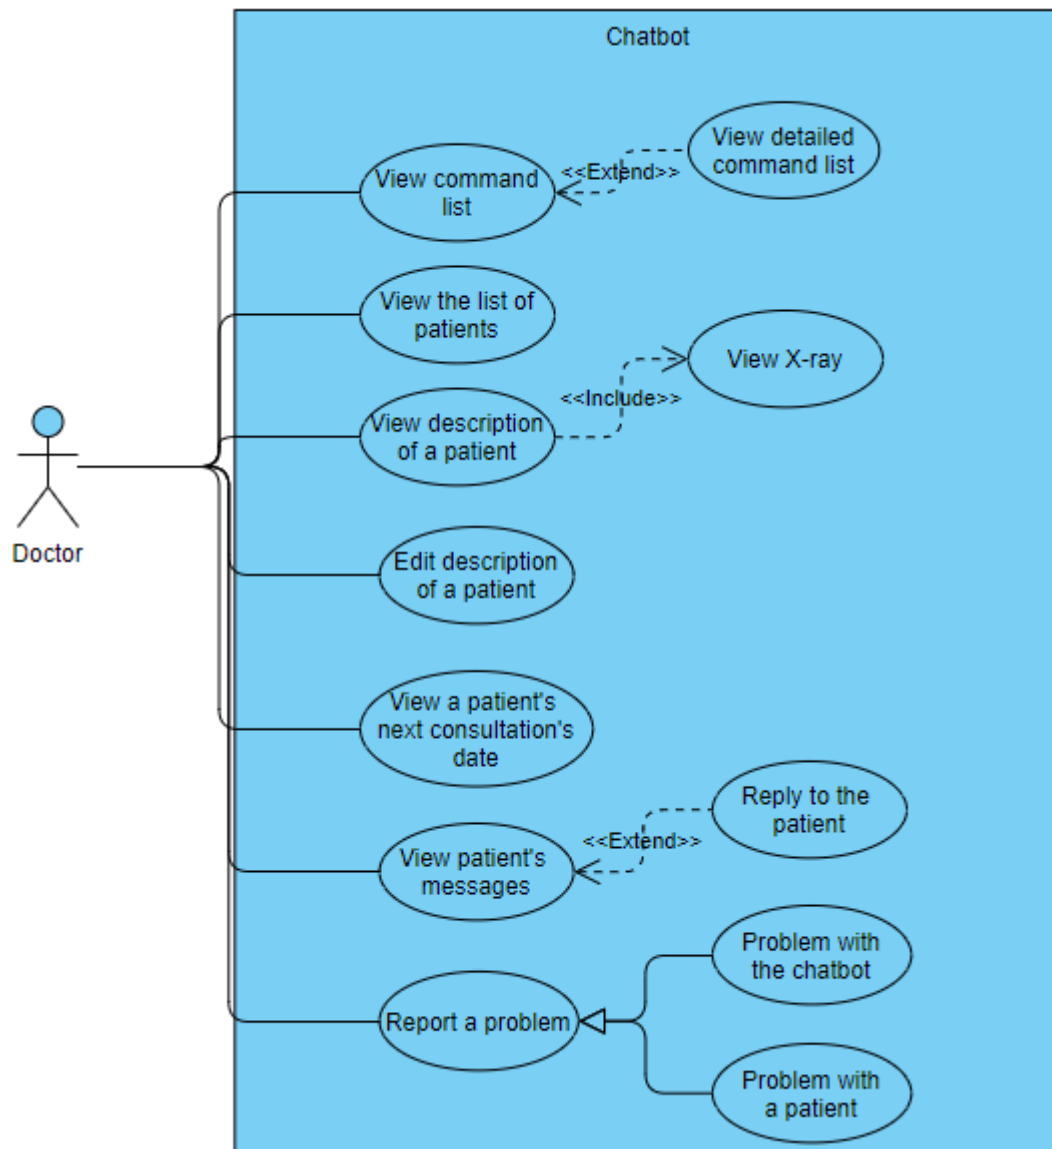 Chatbot
View detailed
command list
<<Extend>>
View command
list
View the list of
patients
View X-ray
<<Include>>
View description
of a patient
Doctor
Edit description
of a patient
View a patient's
next consultation's
date
Reply to the
patient
<<Extend>>
View patient's
messages
Problem with
the chatbot
Report a problem
Problem with
a patient